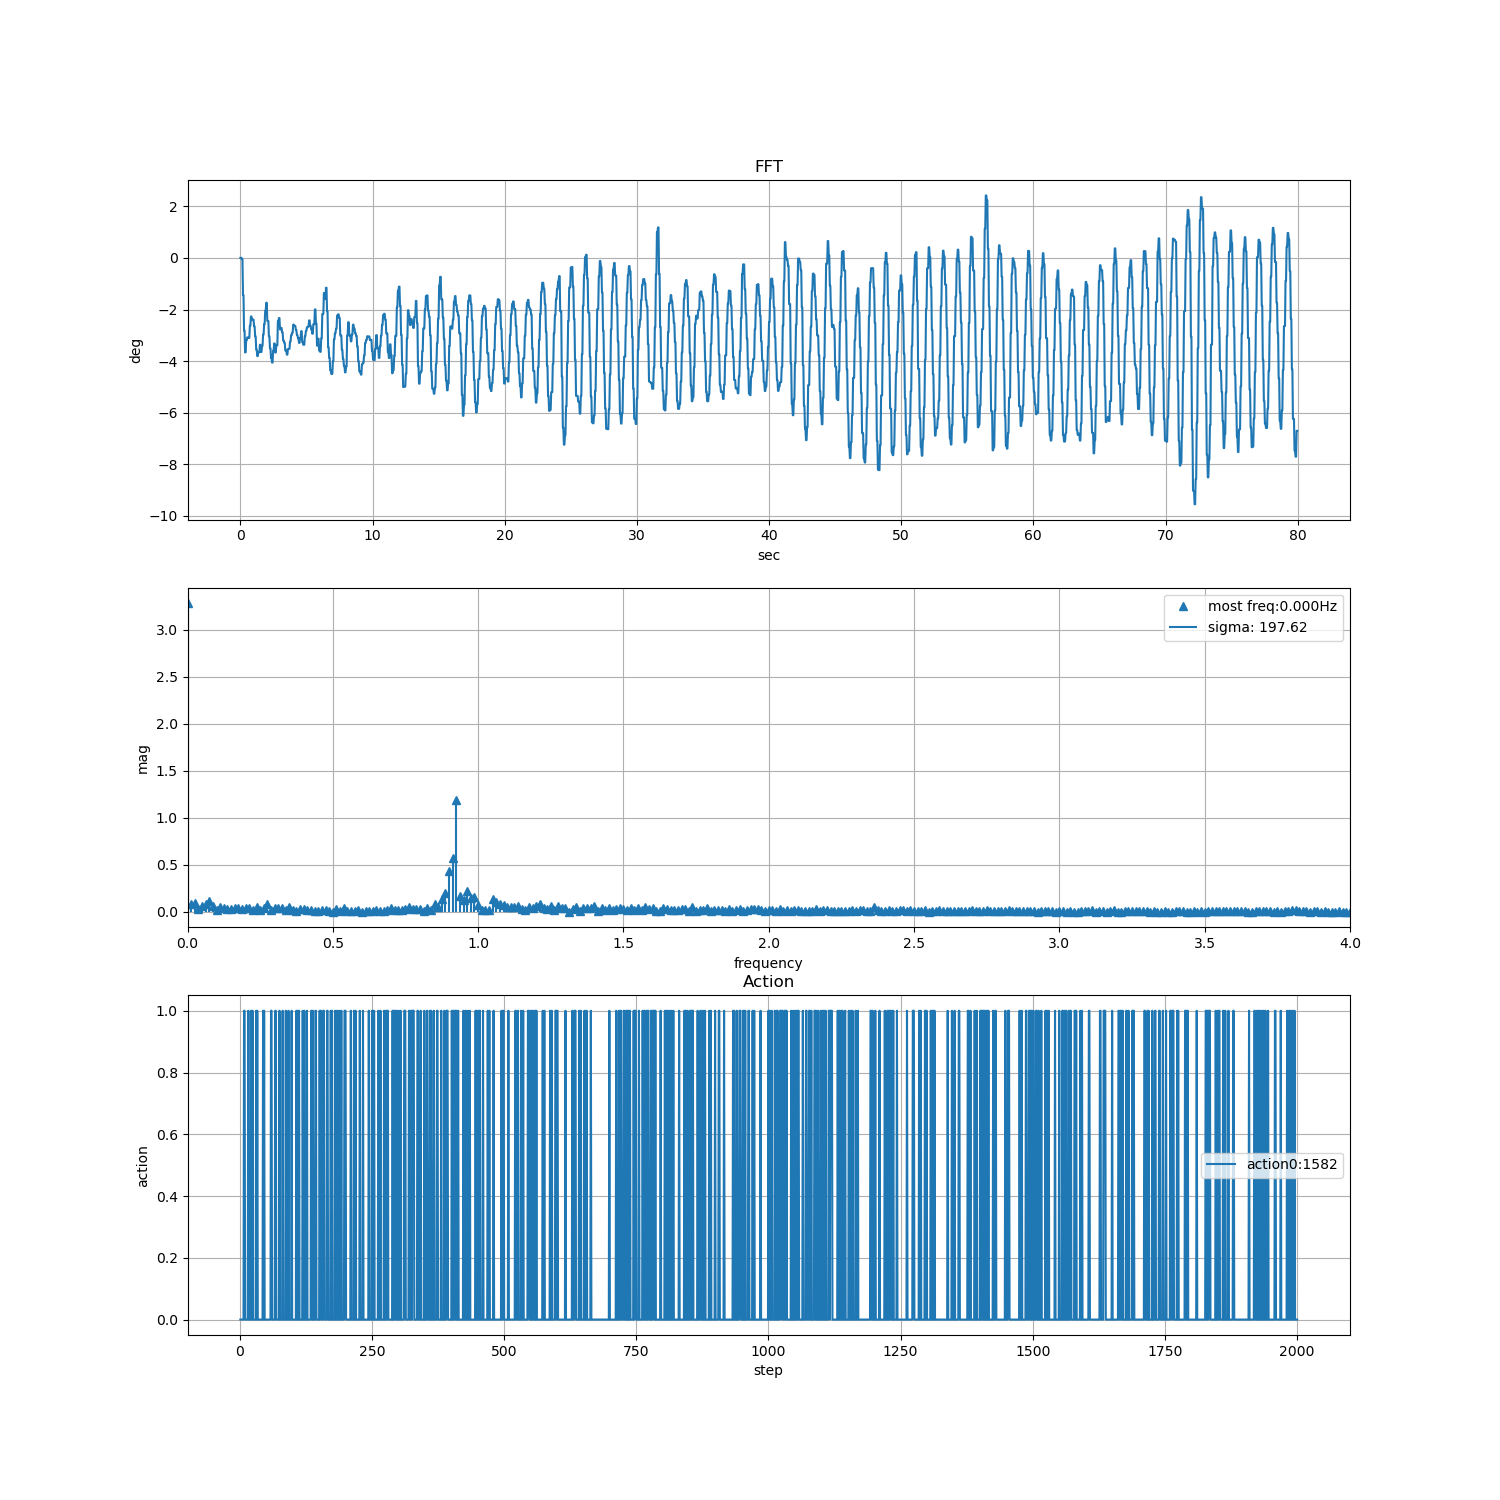 FFT
2
0
−2
−4
−6
−8
−10
deg
0 10 20 30 40 50 60 70 80
sec
3.0
2.5
2.0
1.5
1.0
0.5
0.0
mag
most freq:0.000Hz
sigma: 197.62
0.0 0.5 1.0 1.5 2.0 2.5 3.0 3.5 4.0
frequency
Action
1.0
0.8
0.6
0.4
0.2
0.0
action
action0:1582
0 250 500 750 1000 1250 1500 1750 2000
step